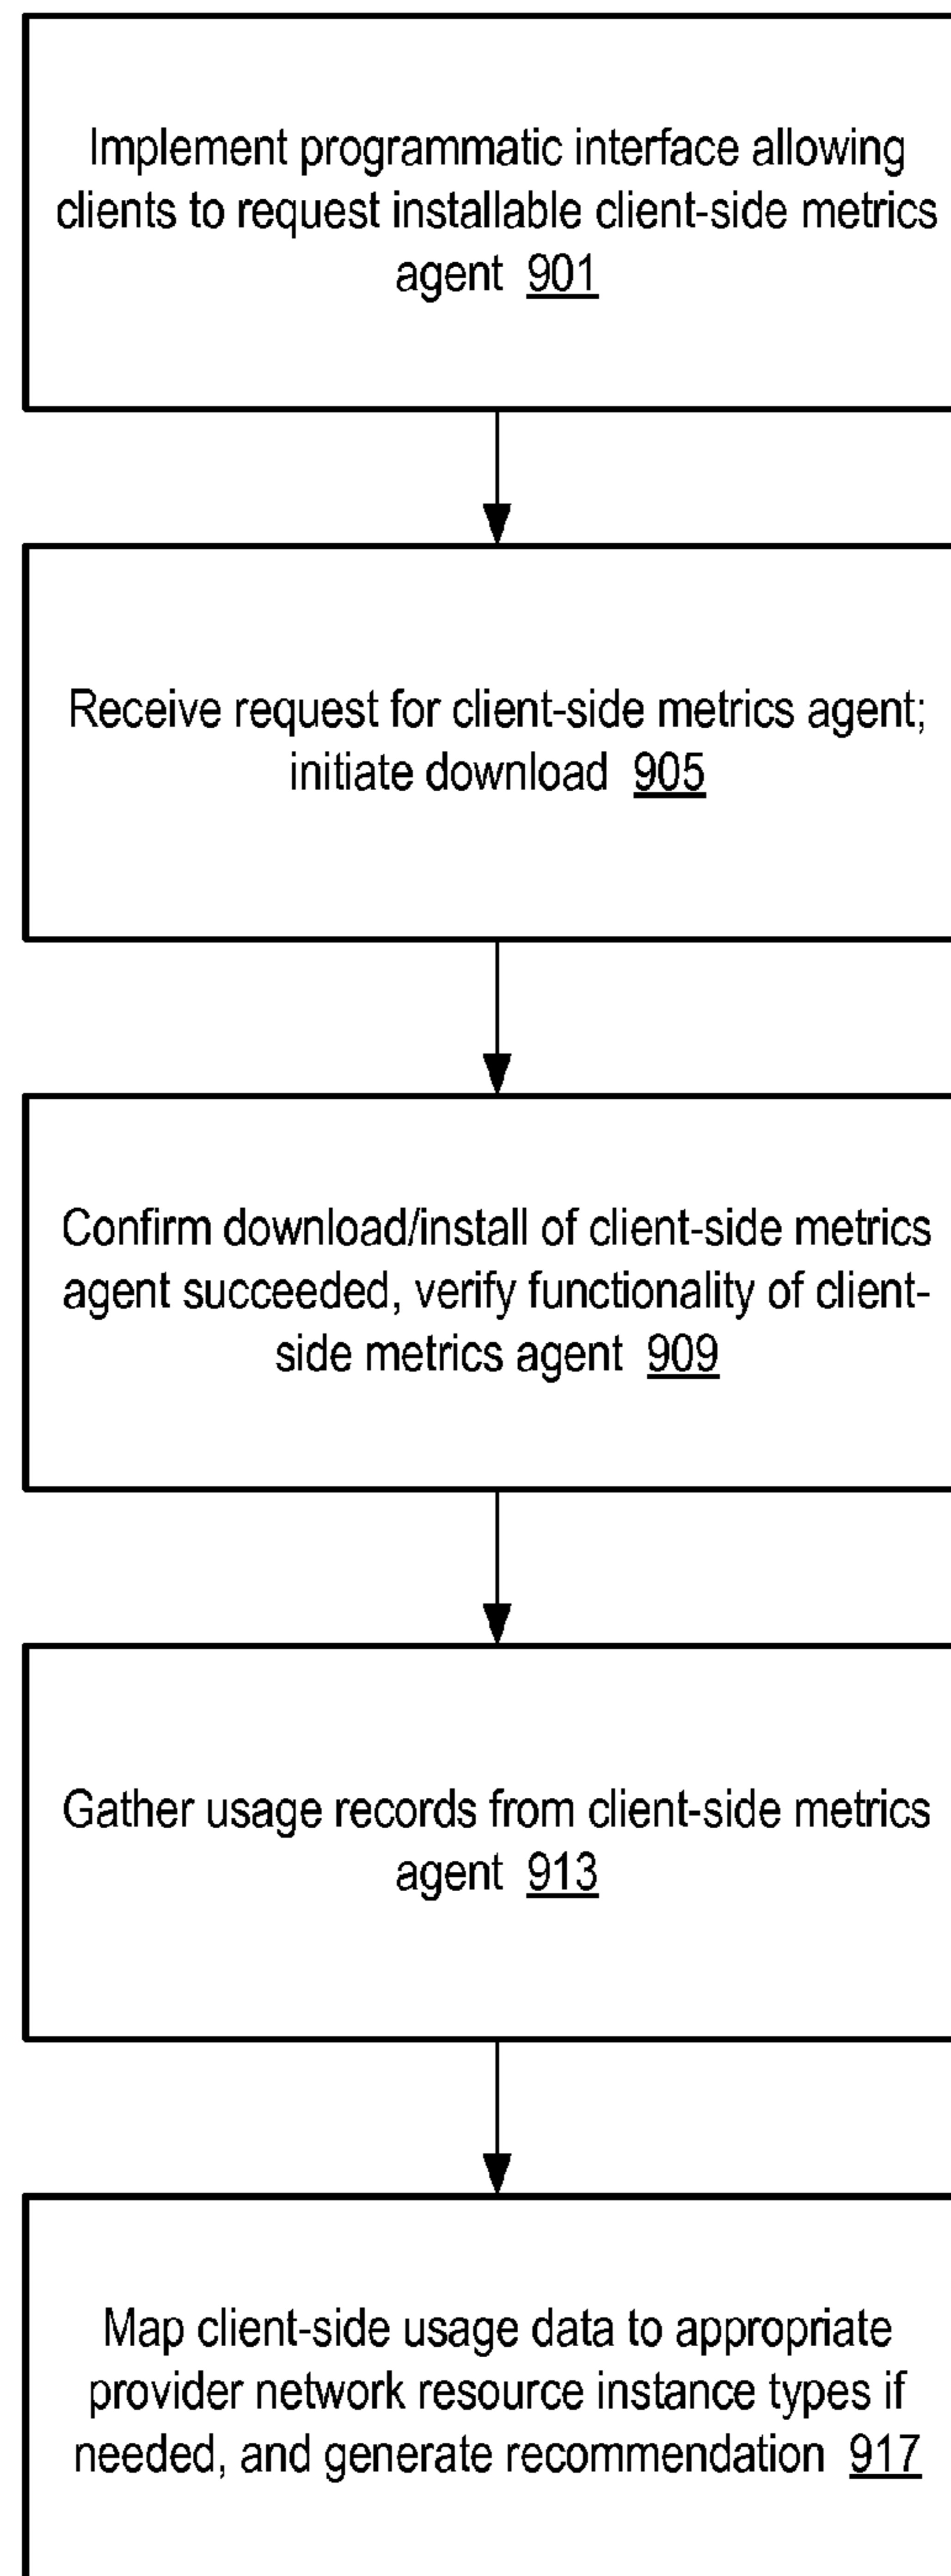 Implement programmatic interface allowing
clients to request installable client-side metrics
agent 901
Receive request for client-side metrics agent;
initiate download 905
Confirm download/install of client-side metrics
agent succeeded, verify functionality of client-
side metrics agent 909
Gather usage records from client-side metrics
agent 913
Map client-side usage data to appropriate
provider network resource instance types if
needed, and generate recommendation 917